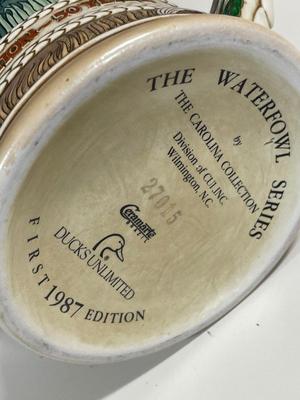 THE WATERFOWL SERIES
by
THE CAROLINA COLLECTION
Division of CUI, INC.
Wilmington, N.C.
27015
Ceramarte
DUCKS UNLIMITED
FIRST 1987 EDITION